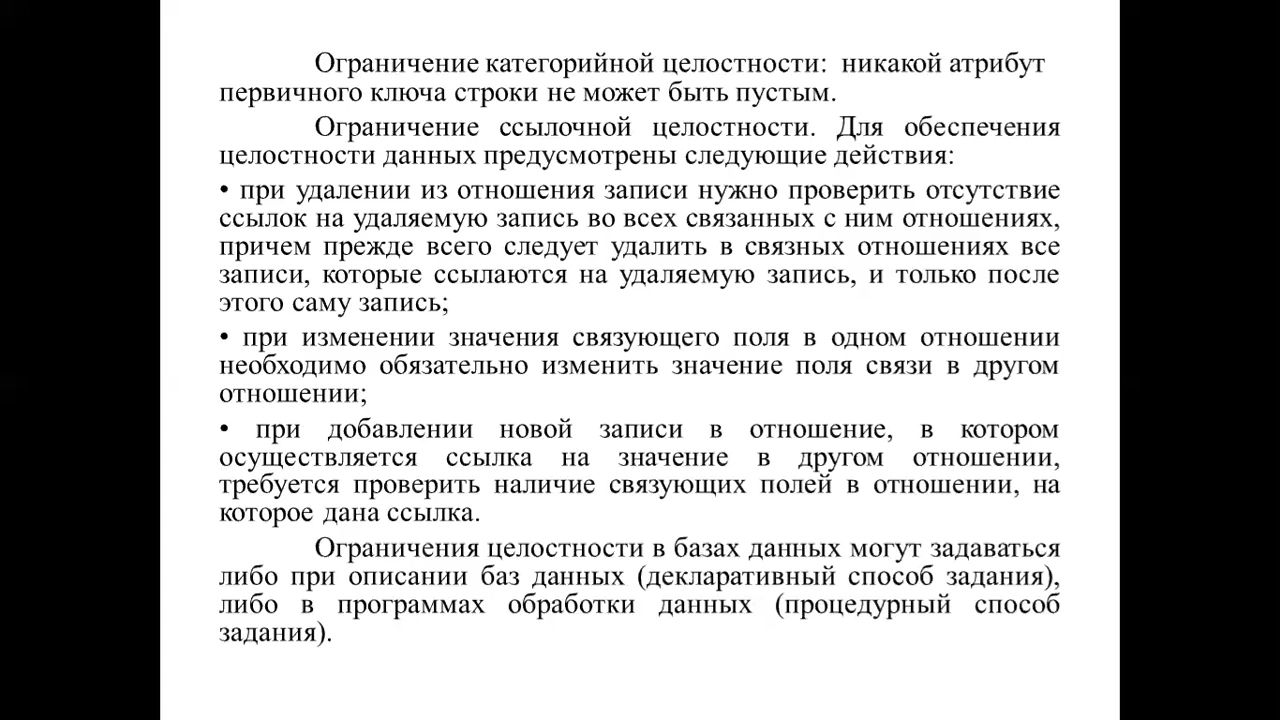 Ограничение категорийной целостности: никакой атрибут
первичного ключа строки не может быть пустым.
Ограничение ссылочной целостности. Для обеспечения
целостности данных предусмотрены следующие действия:
• при удалении из отношения записи нужно проверить отсутствие
ссылок на удаляемую запись во всех связанных с ним отношениях,
причем прежде всего следует удалить в связных отношениях все
записи, которые ссылаются на удаляемую запись, и только после
этого саму запись;
• при изменении значения связующего поля в одном отношении
необходимо обязательно изменить значение поля связи в другом
отношении;
• при добавлении новой записи в отношение, в котором
осуществляется ссылка на значение в другом отношении,
требуется проверить наличие связующих полей в отношении, на
которое дана ссылка.
Ограничения целостности в базах данных могут задаваться
либо при описании баз данных (декларативный способ задания),
либо в программах обработки данных (процедурный способ
задания).